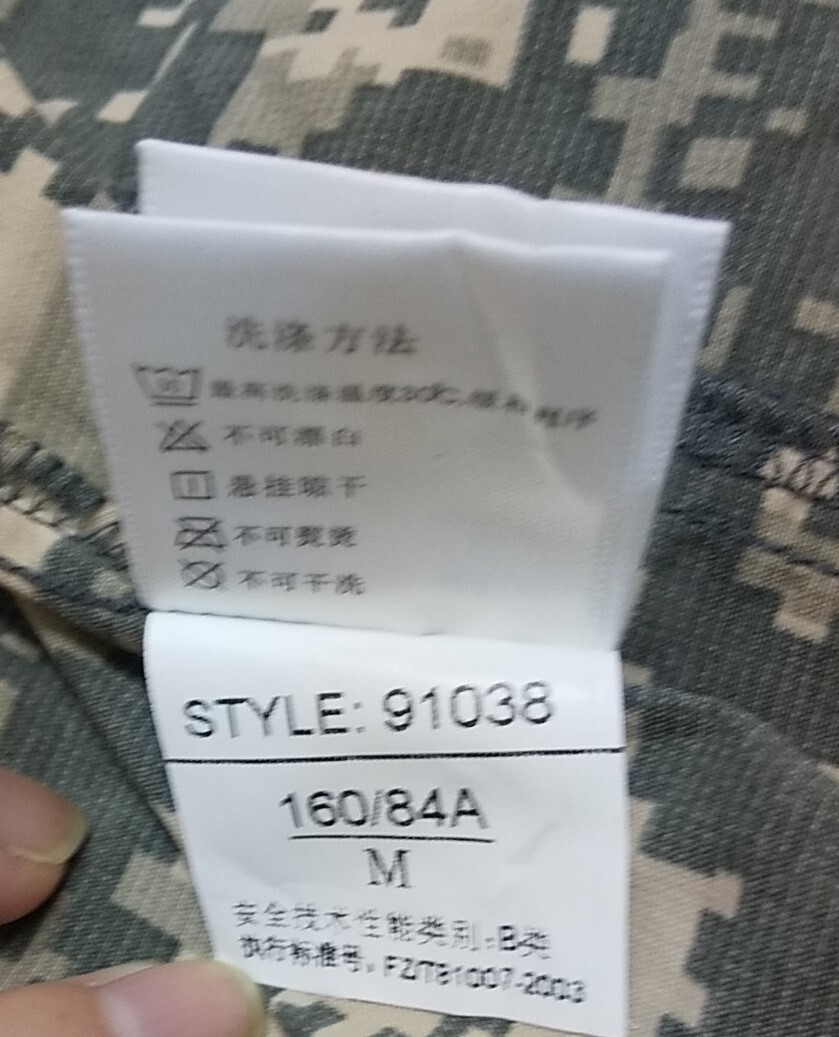 洗涤方法
最高洗涤温度30℃,缓和程序
不可漂白
悬挂晾干
不可熨烫
不可干洗
STYLE: 91038
160/84A
M
安全技术性能类别:B类
执行标准号:FZ/T81007-2003